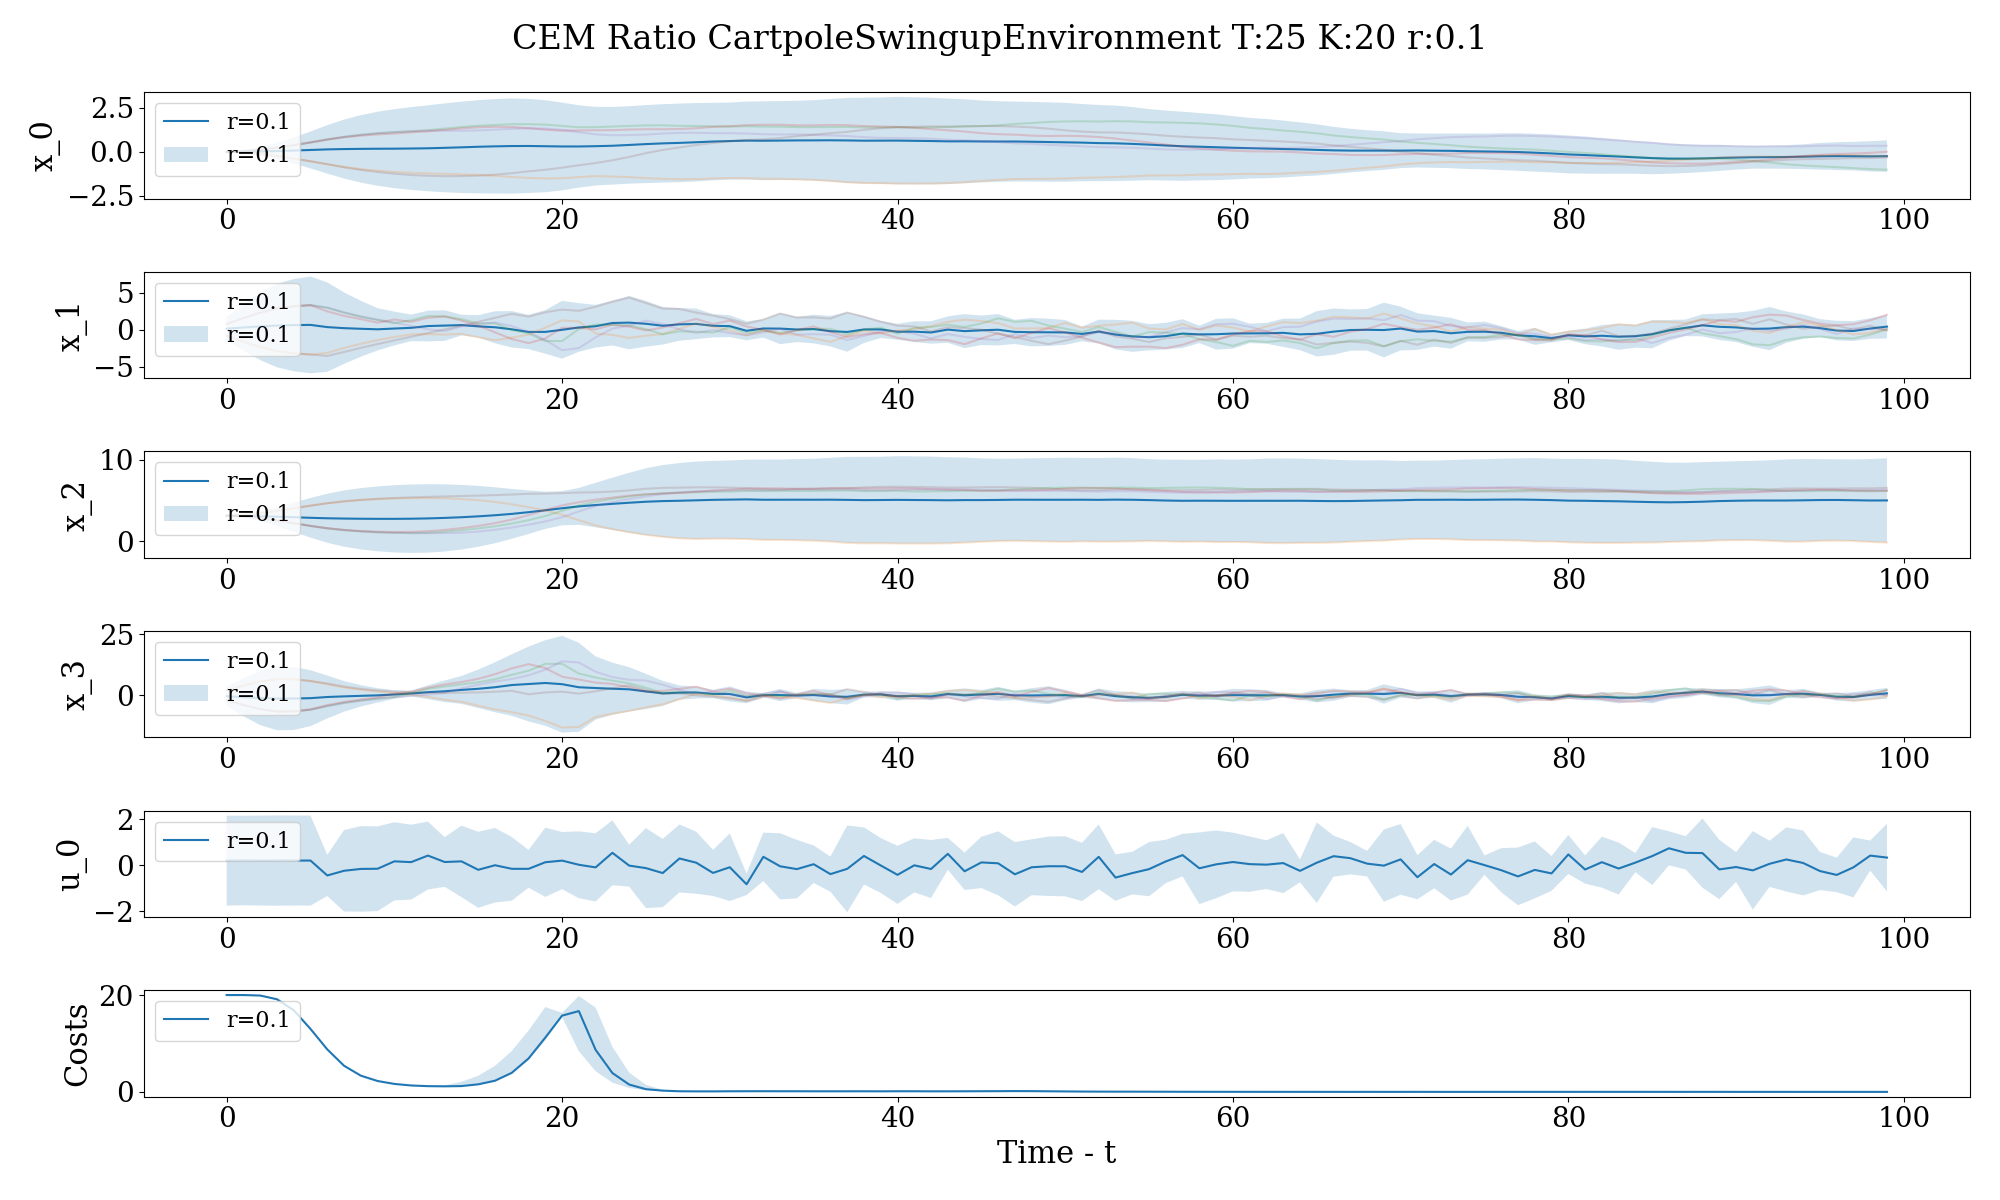 CEM Ratio CartpoleSwingupEnvironment T:25 K:20 r:0.1
x_0
2.5
0.0
−2.5
r=0.1
r=0.1
0 20 40 60 80 100
x_1
5
0
−5
r=0.1
r=0.1
0 20 40 60 80 100
x_2
10
0
r=0.1
r=0.1
0 20 40 60 80 100
x_3
25
0
r=0.1
r=0.1
0 20 40 60 80 100
u_0
2
0
−2
r=0.1
0 20 40 60 80 100
Costs
20
0
r=0.1
0 20 40 60 80 100
Time - t